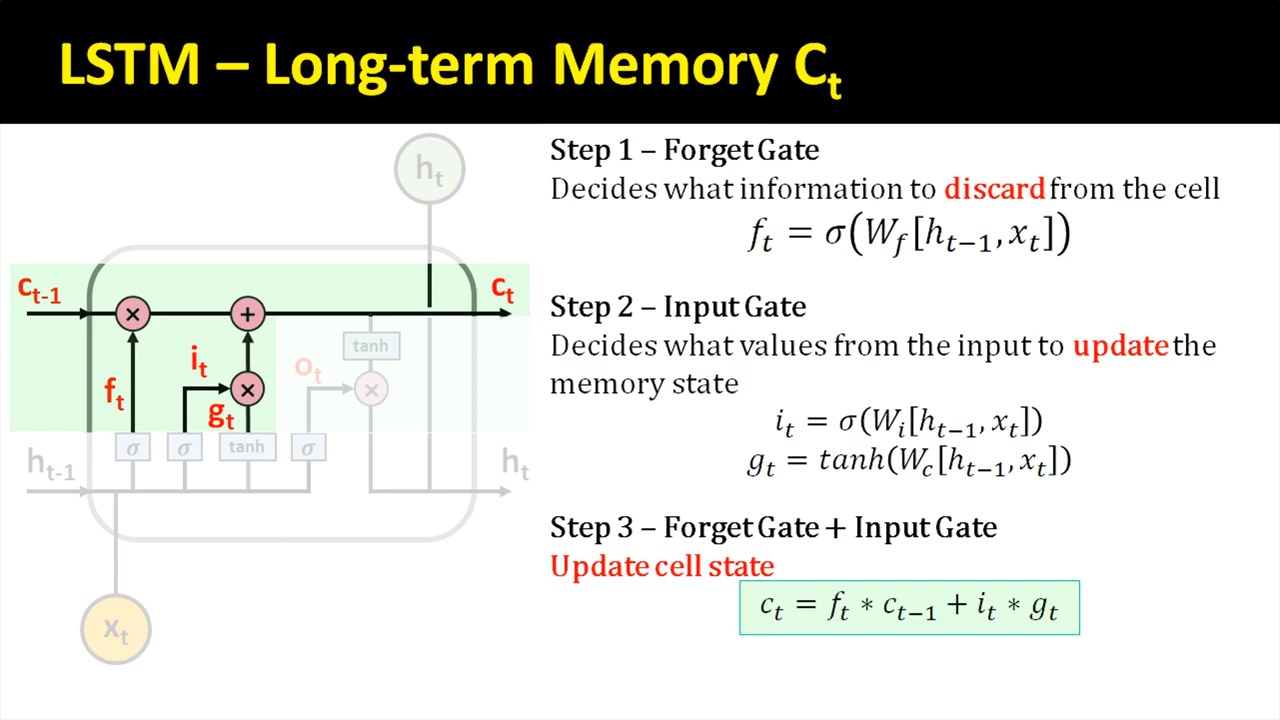 LSTM – Long-term Memory Cₜ
hₜ
cₜ₋₁
cₜ
× +
tanh
iₜ
oₜ
fₜ
× ×
gₜ
σ σ tanh σ
hₜ₋₁
hₜ
xₜ
Step 1 – Forget Gate
Decides what information to discard from the cell
fₜ = σ(W_f[hₜ₋₁, xₜ])
Step 2 – Input Gate
Decides what values from the input to update the
memory state
iₜ = σ(Wᵢ[hₜ₋₁, xₜ])
gₜ = tanh(W_c[hₜ₋₁, xₜ])
Step 3 – Forget Gate + Input Gate
Update cell state
cₜ = fₜ * cₜ₋₁ + iₜ * gₜ